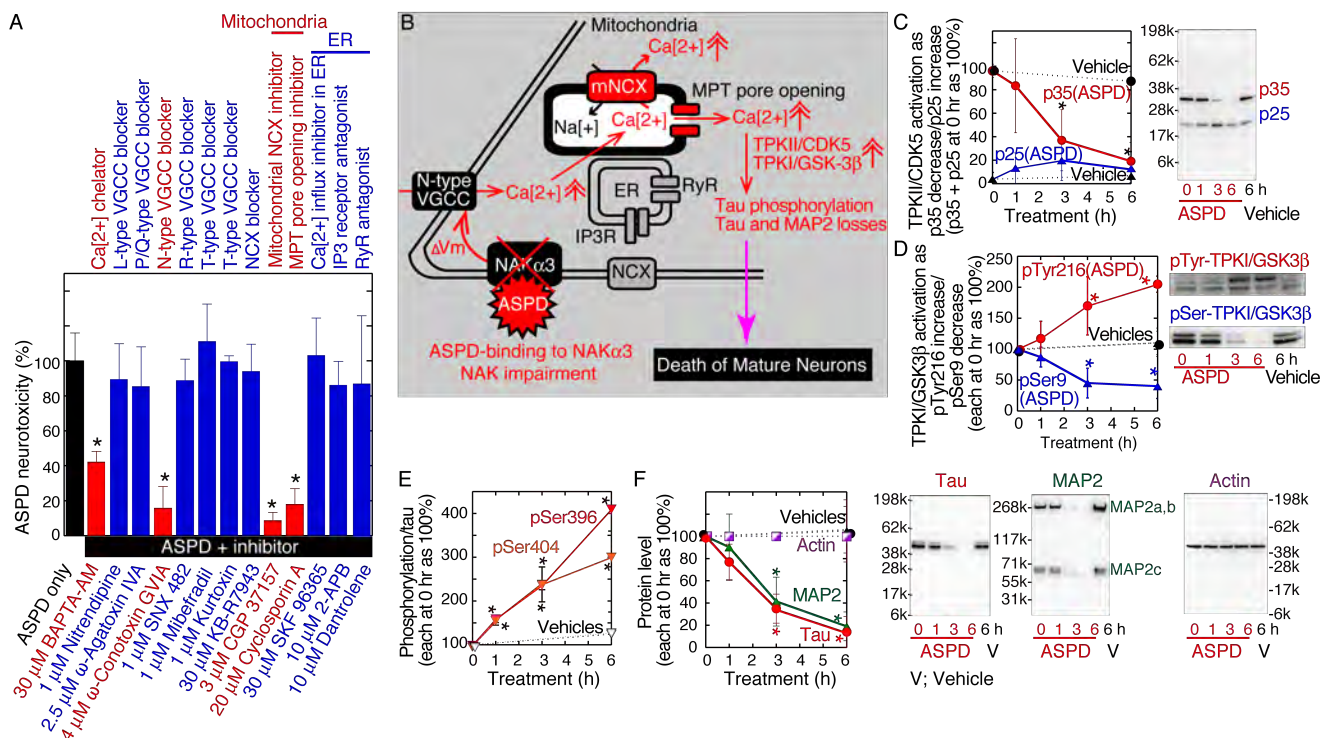 A
Mitochondria
ER
Ca[2+] chelator
L-type VGCC blocker
P/Q-type VGCC blocker
N-type VGCC blocker
R-type VGCC blocker
T-type VGCC blocker
T-type VGCC blocker
NCX blocker
Mitochondrial NCX inhibitor
MPT pore opening inhibitor
Ca[2+] influx inhibitor in ER
IP3 receptor antagonist
RyR antagonist
ASPD neurotoxicity (%)
120
100
80
60
40
20
0
*
*
*
*
ASPD + inhibitor
ASPD only
30 μM BAPTA-AM
1 μM Nitrendipine
2.5 μM ω-Agatoxin IVA
4 μM ω-Conotoxin GVIA
1 μM SNX 482
1 μM Mibefradil
1 μM Kurtoxin
30 μM KB-R7943
3 μM CGP 37157
20 μM Cyclosporin A
30 μM SKF 96365
10 μM 2-APB
10 μM Dantrolene
B
Mitochondria
Ca[2+]
mNCX
MPT pore opening
Na[+]
Ca[2+]
Ca[2+]
TPKII/CDK5
TPKI/GSK-3β
N-type
VGCC
Ca[2+]
ER
RyR
IP3R
Tau phosphorylation
Tau and MAP2 losses
ΔVm
NAKα3
NCX
ASPD
ASPD-binding to NAKα3
NAK impairment
Death of Mature Neurons
C
TPKII/CDK5 activation as
p35 decrease/p25 increase
(p35 + p25 at 0 hr as 100%)
100
80
60
40
20
0
Vehicle
p35(ASPD)
*
p25(ASPD)
*
Vehicle
0 1 2 3 4 5 6
Treatment (h)
198k
62k
38k
28k
17k
6k
p35
p25
0 1 3 6 6 h
ASPD Vehicle
D
TPKI/GSK3β activation as
pTyr216 increase/
pSer9 decrease
(each at 0 hr as 100%)
250
200
150
100
50
0
pTyr216(ASPD)
*
*
Vehicles
*
*
pSer9
(ASPD)
0 1 2 3 4 5 6
Treatment (h)
pTyr-TPKI/GSK3β
pSer-TPKI/GSK3β
0 1 3 6 6 h
ASPD Vehicle
E
Phosphorylation/tau
(each at 0 hr as 100%)
400
300
200
100
pSer396
pSer404
*
*
*
*
*
*
Vehicles
0 1 2 3 4 5 6
Treatment (h)
F
Protein level
(each at 0 hr as 100%)
120
100
80
60
40
20
0
Vehicles
Actin
*
MAP2
*
*
Tau
*
0 1 2 3 4 5 6
Treatment (h)
Tau
198k
62k
38k
28k
17k
6k
0 1 3 6 6 h
ASPD V
V; Vehicle
MAP2
268k
117k
71k
55k
31k
MAP2a,b
MAP2c
0 1 3 6 6 h
ASPD V
Actin
198k
62k
38k
28k
17k
6k
0 1 3 6 6 h
ASPD V